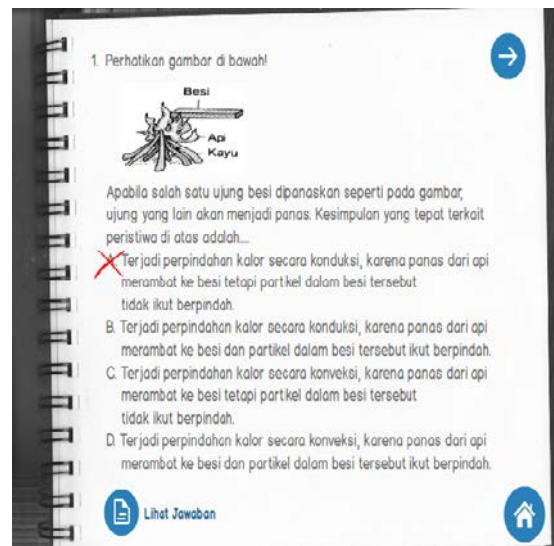 1. Perhatikan gambar di bawah!
Besi
Api
Kayu
Apabila salah satu ujung besi dipanaskan seperti pada gambar,
ujung yang lain akan menjadi panas. Kesimpulan yang tepat terkait
peristiwa di atas adalah....
A. Terjadi perpindahan kalor secara konduksi, karena panas dari api
merambat ke besi tetapi partikel dalam besi tersebut
tidak ikut berpindah.
B. Terjadi perpindahan kalor secara konduksi, karena panas dari api
merambat ke besi dan partikel dalam besi tersebut ikut berpindah.
C. Terjadi perpindahan kalor secara konveksi, karena panas dari api
merambat ke besi tetapi partikel dalam besi tersebut
tidak ikut berpindah.
D. Terjadi perpindahan kalor secara konveksi, karena panas dari api
merambat ke besi dan partikel dalam besi tersebut ikut berpindah.
Lihat Jawaban